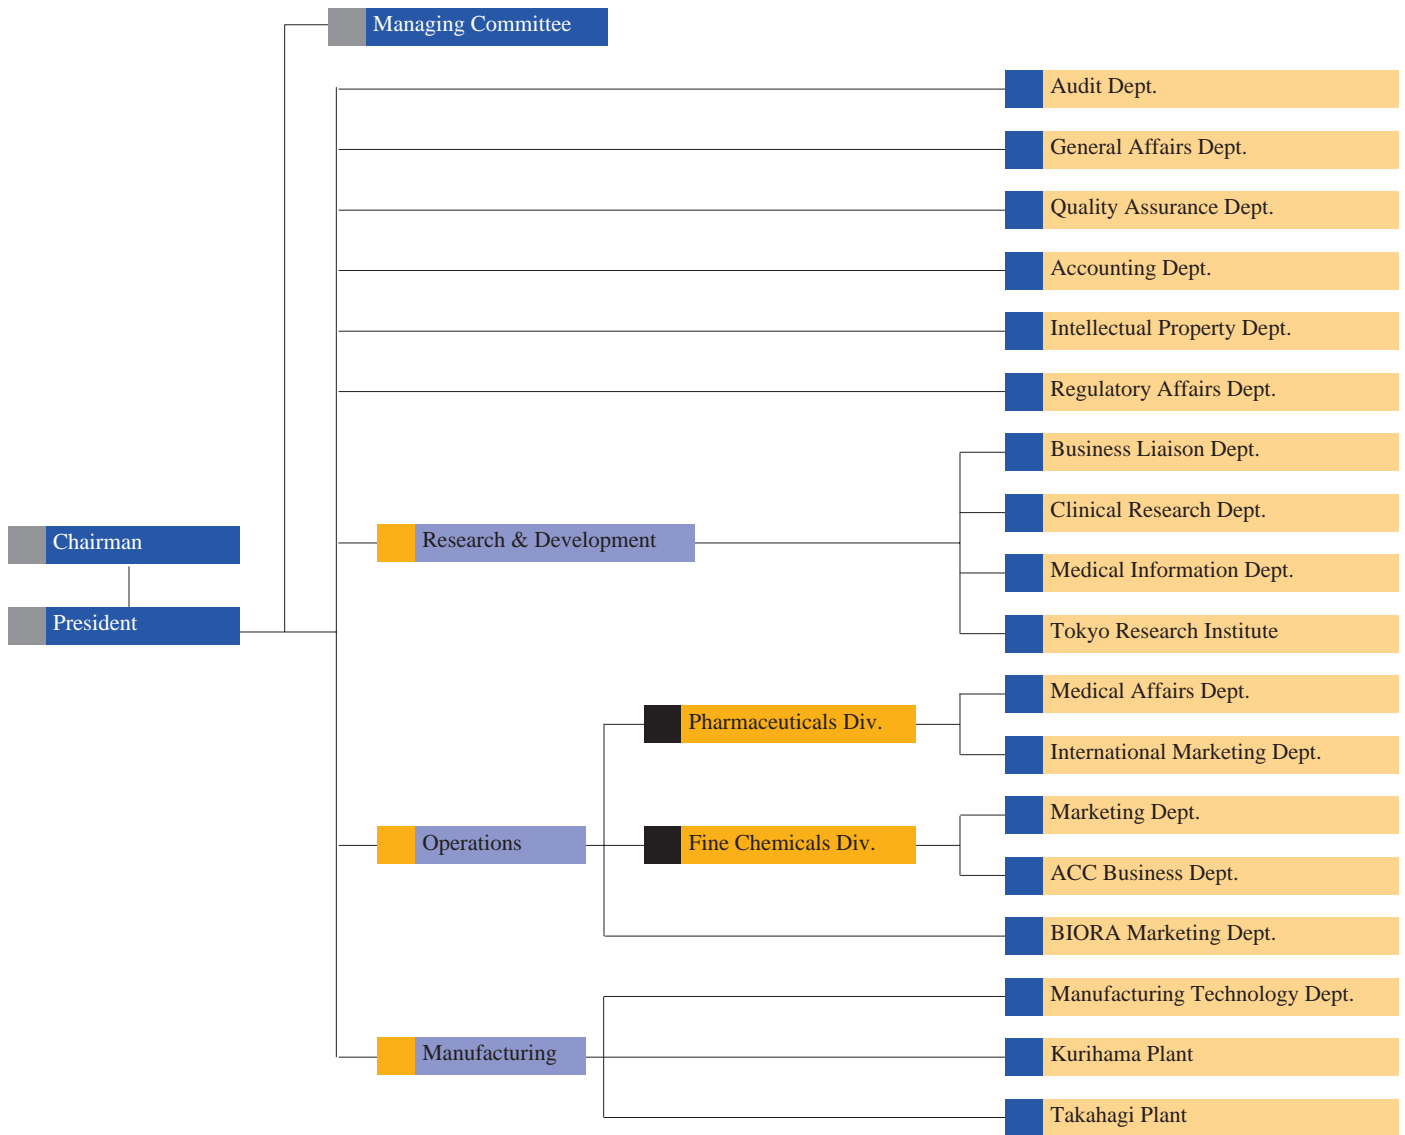 Managing Committee
Audit Dept.
General Affairs Dept.
Quality Assurance Dept.
Accounting Dept.
Intellectual Property Dept.
Regulatory Affairs Dept.
Business Liaison Dept.
Clinical Research Dept.
Chairman
Research & Development
Medical Information Dept.
President
Tokyo Research Institute
Medical Affairs Dept.
Pharmaceuticals Div.
International Marketing Dept.
Marketing Dept.
Operations
Fine Chemicals Div.
ACC Business Dept.
BIORA Marketing Dept.
Manufacturing Technology Dept.
Manufacturing
Kurihama Plant
Takahagi Plant